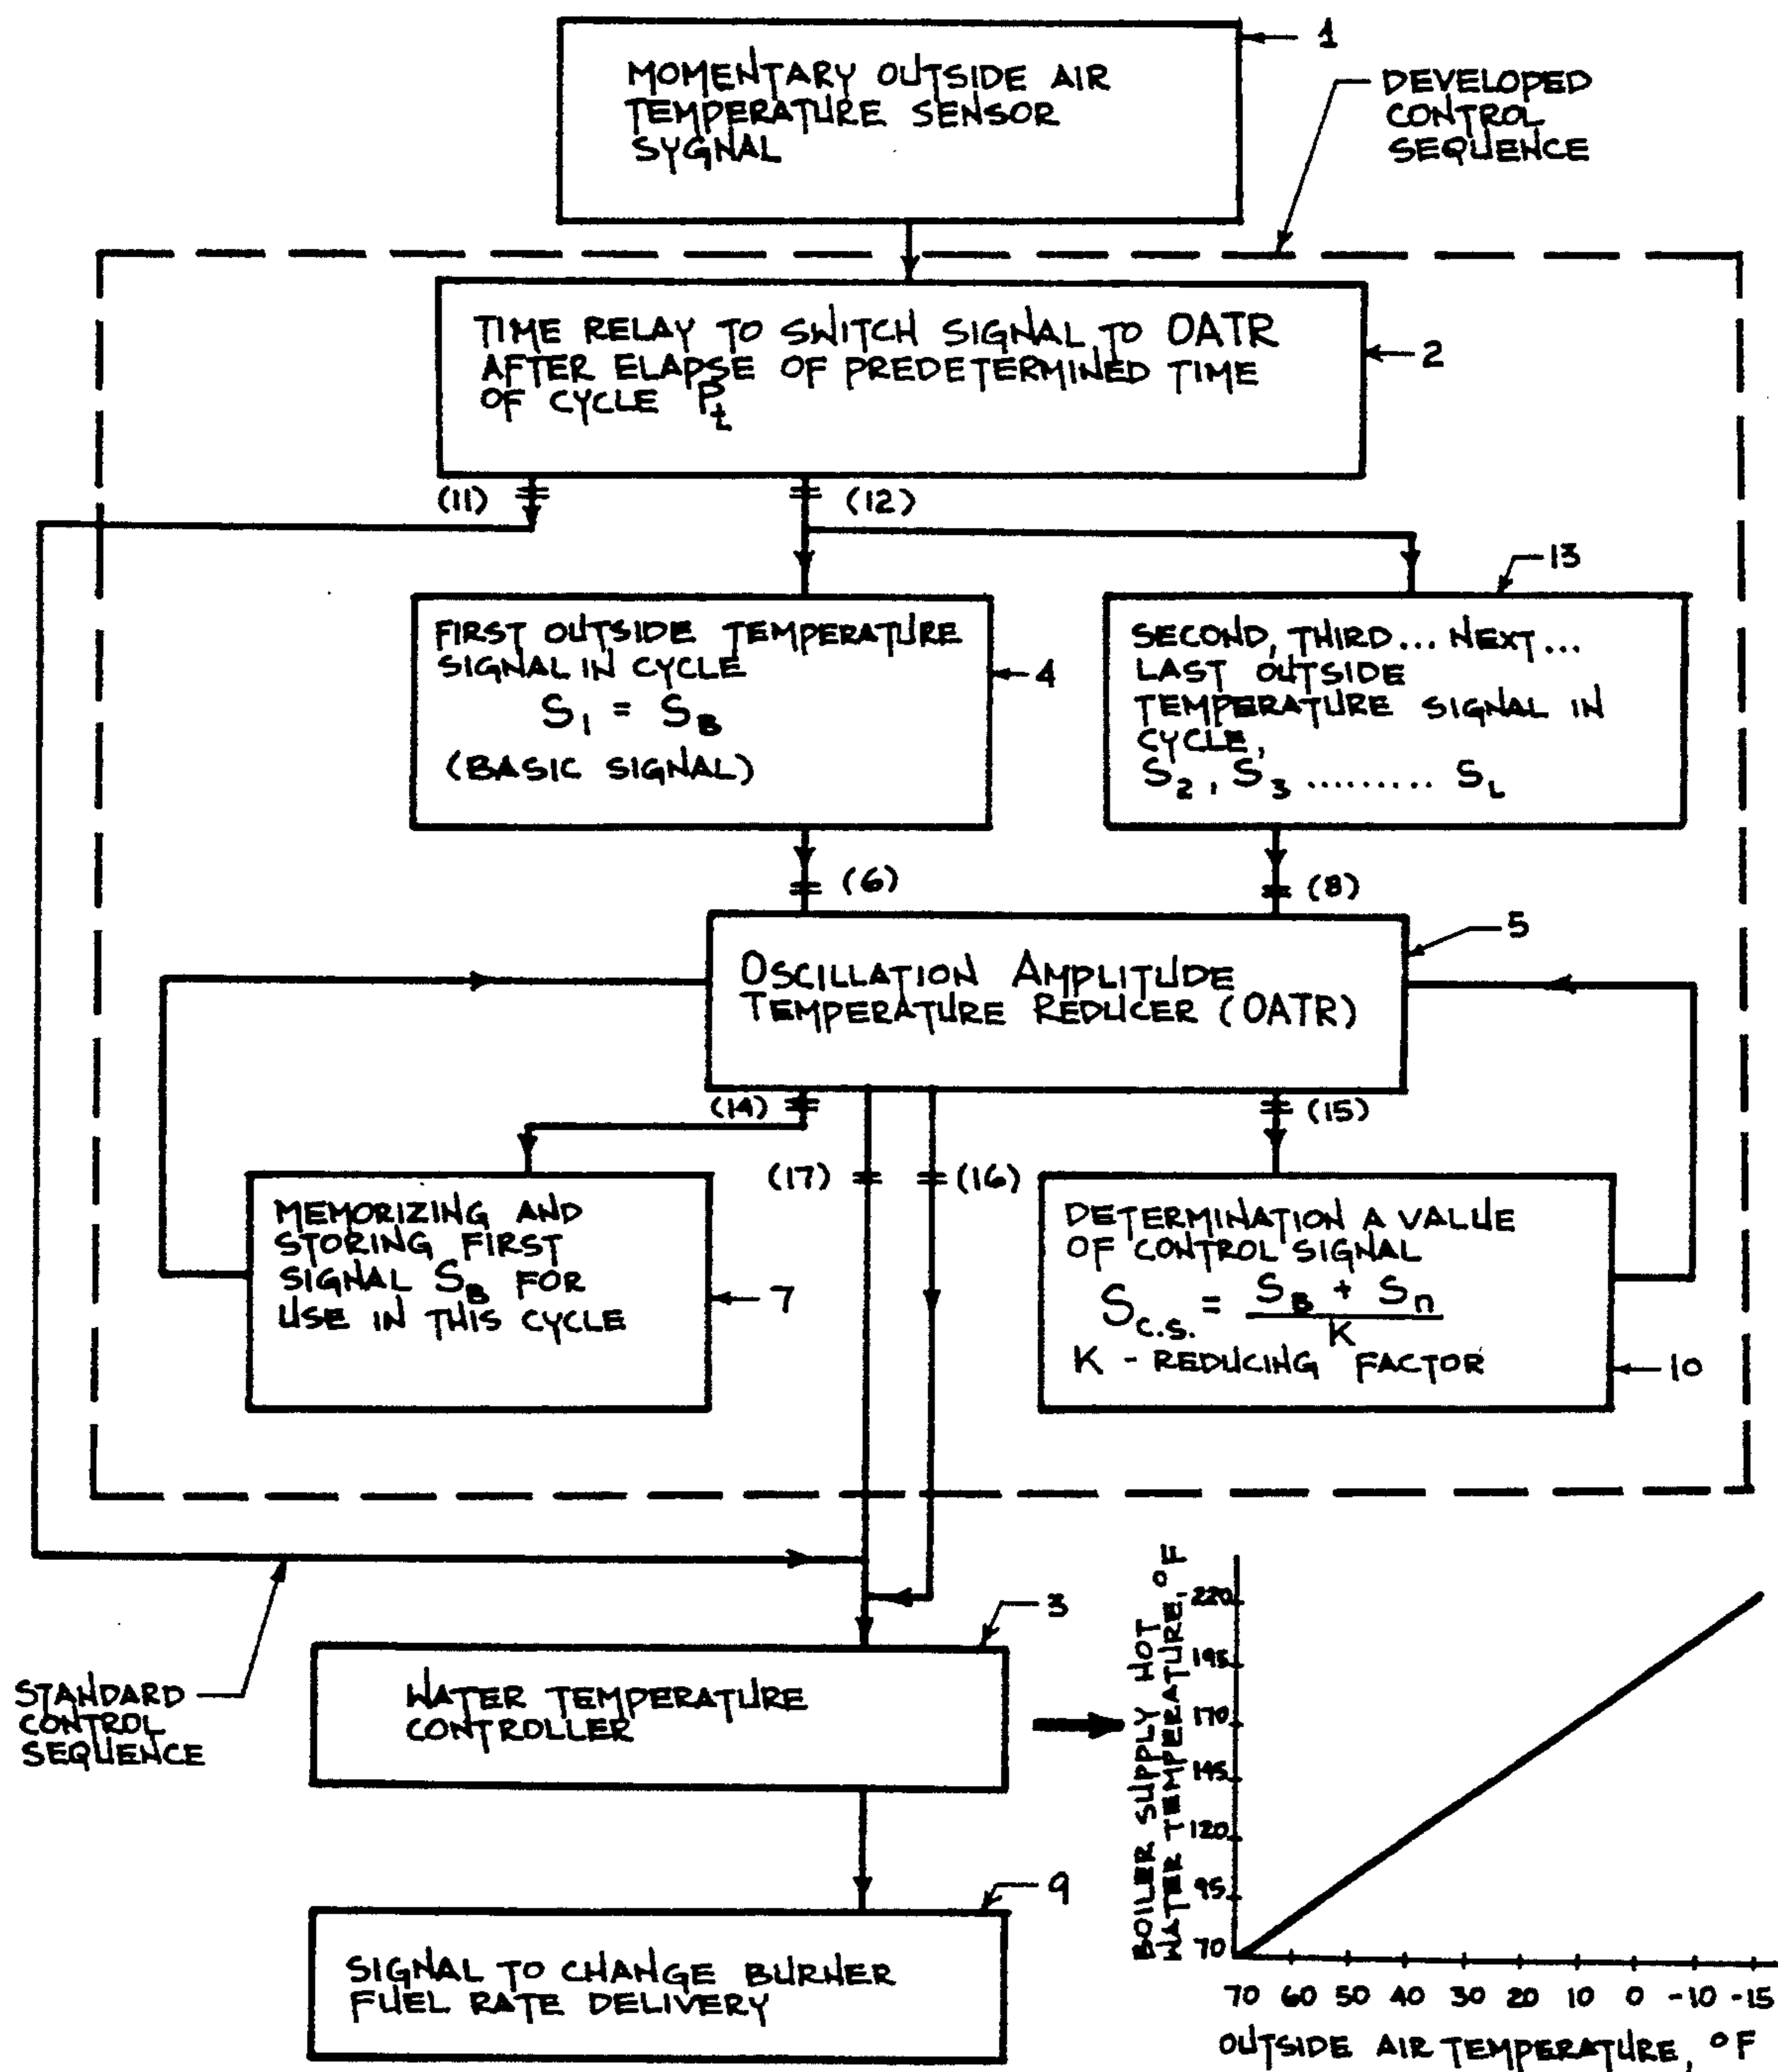 1
MOMENTARY OUTSIDE AIR
TEMPERATURE SENSOR
SYGNAL
DEVELOPED
CONTROL
SEQUENCE
TIME RELAY TO SWITCH SIGNAL TO OATR
AFTER ELAPSE OF PREDETERMINED TIME
OF CYCLE Pt
2
(11)
(12)
13
FIRST OUTSIDE TEMPERATURE
SIGNAL IN CYCLE
S1 = SB
(BASIC SIGNAL)
4
SECOND, THIRD... NEXT...
LAST OUTSIDE
TEMPERATURE SIGNAL IN
CYCLE,
S2, S3 ......... SL
(6)
(8)
5
OSCILLATION AMPLITUDE
TEMPERATURE REDUCER (OATR)
(14)
(15)
(17)
(16)
MEMORIZING AND
STORING FIRST
SIGNAL SB FOR
USE IN THIS CYCLE
7
DETERMINATION A VALUE
OF CONTROL SIGNAL
SC.S. = SB + Sn
K
K - REDUCING FACTOR
10
STANDARD
CONTROL
SEQUENCE
3
WATER TEMPERATURE
CONTROLLER
9
SIGNAL TO CHANGE BURNER
FUEL RATE DELIVERY
BOILER SUPPLY HOT
WATER TEMPERATURE, °F
220
195
170
145
120
95
70
70 60 50 40 30 20 10 0 -10 -15
OUTSIDE AIR TEMPERATURE, °F